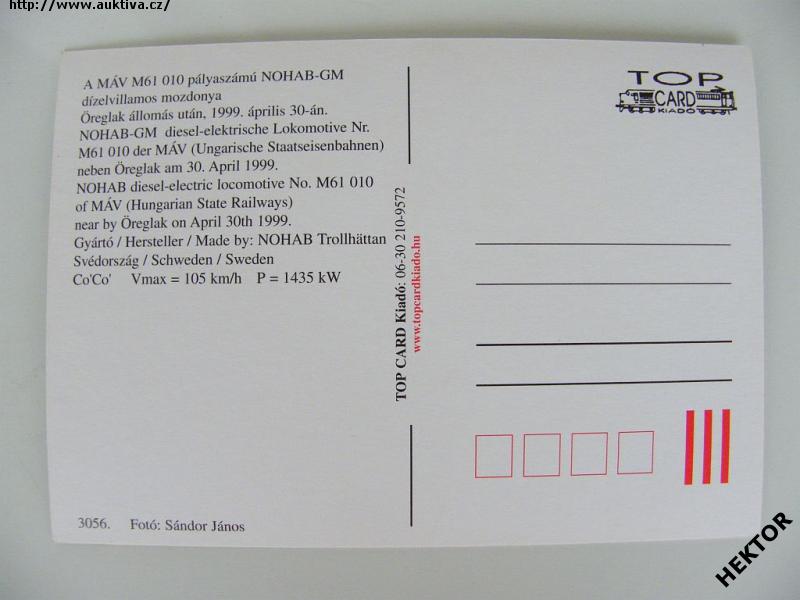 http://www.auktiva.cz/
A MÁV M61 010 pályaszámú NOHAB-GM
dízelvillamos mozdonya
Öreglak állomás után, 1999. április 30-án.
NOHAB-GM diesel-elektrische Lokomotive Nr.
M61 010 der MÁV (Ungarische Staatseisenbahnen)
neben Öreglak am 30. April 1999.
NOHAB diesel-electric locomotive No. M61 010
of MÁV (Hungarian State Railways)
near by Öreglak on April 30th 1999.
Gyártó / Hersteller / Made by: NOHAB Trollhättan
Svédország / Schweden / Sweden
Co'Co' Vmax = 105 km/h P = 1435 kW
3056. Fotó: Sándor János
TOP CARD Kiadó: 06-30 210-9572
www.topcardkiado.hu
TOP
CARD
KIADÓ
HEKTOR